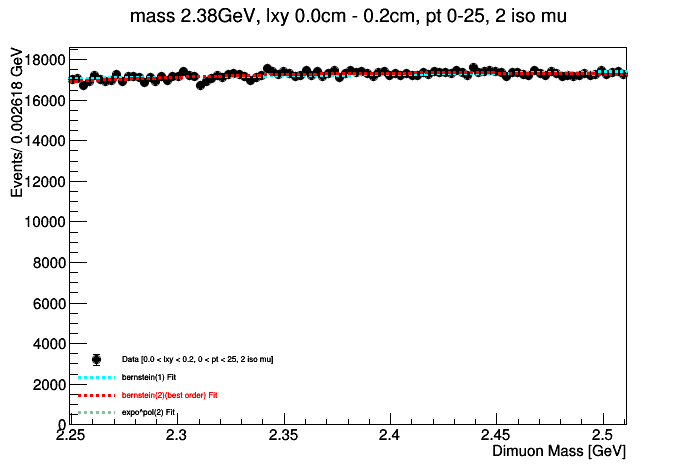 mass 2.38GeV, lxy 0.0cm - 0.2cm, pt 0-25, 2 iso mu
Events/ 0.002618 GeV
18000
16000
14000
12000
10000
8000
6000
4000
2000
0
Data [0.0 < lxy < 0.2, 0 < pt < 25, 2 iso mu]
bernstein(1) Fit
bernstein(2)(best order) Fit
expo*pol(2) Fit
2.25 2.3 2.35 2.4 2.45 2.5
Dimuon Mass [GeV]